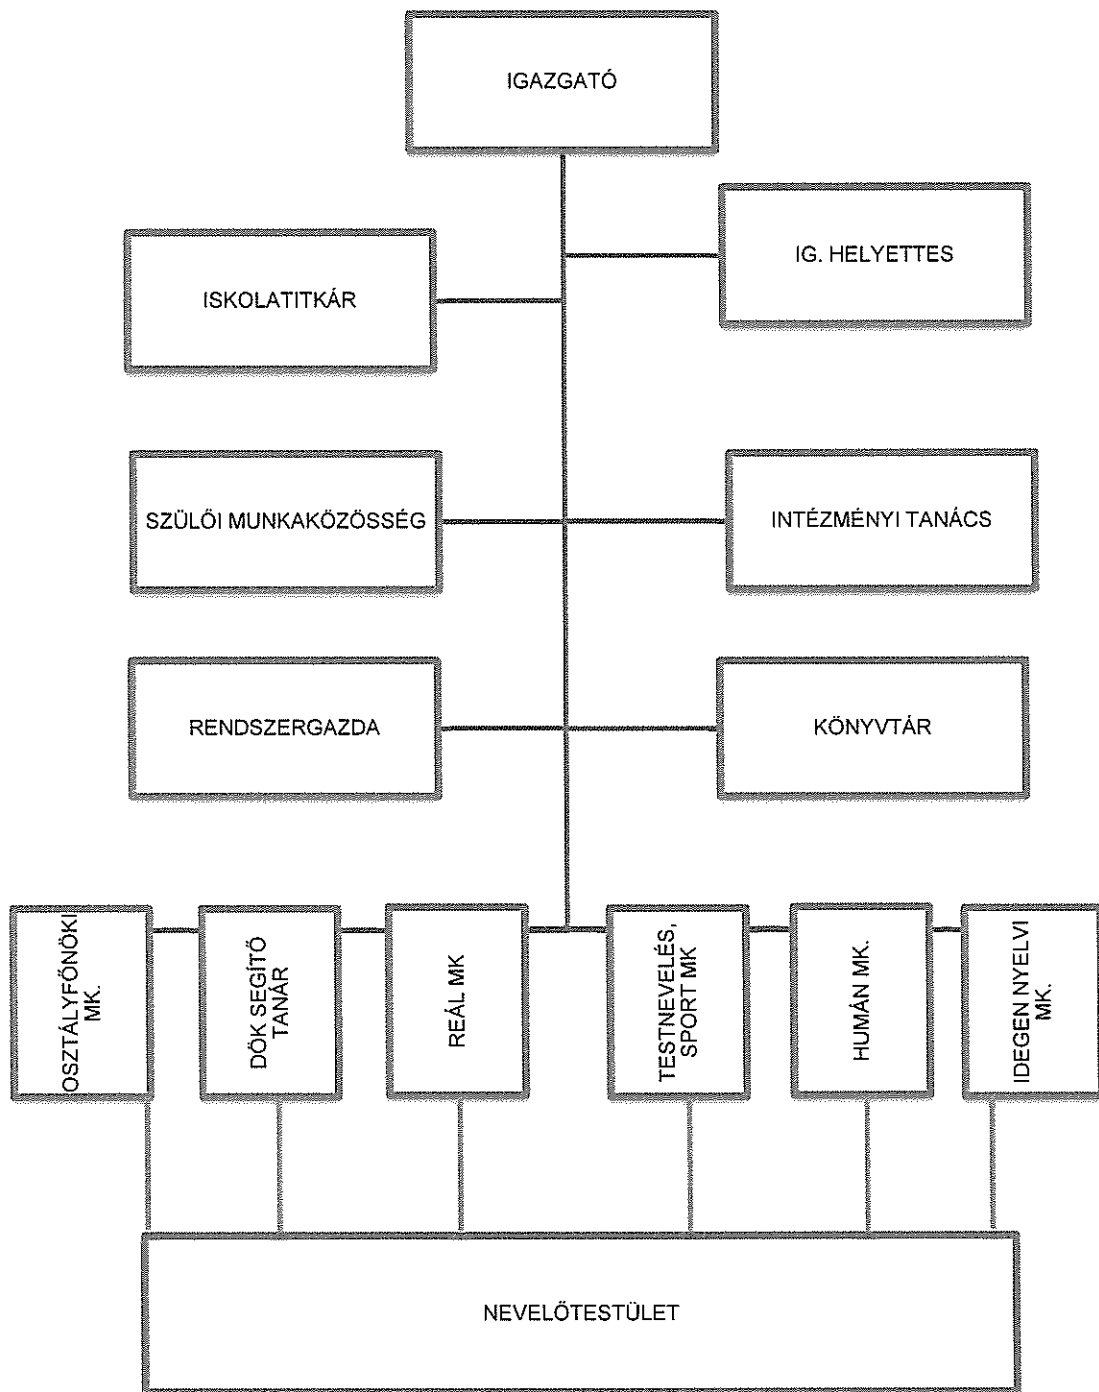 IGAZGATÓ
IG. HELYETTES
ISKOLATITKÁR
SZÜLŐI MUNKAKÖZÖSSÉG
INTÉZMÉNYI TANÁCS
RENDSZERGAZDA
KÖNYVTÁR
OSZTÁLYFŐNÖKI
MK.
DÖK SEGÍTŐ
TANÁR
REÁL MK
TESTNEVELÉS,
SPORT MK
HUMÁN MK.
IDEGEN NYELVI
MK.
NEVELŐTESTÜLET